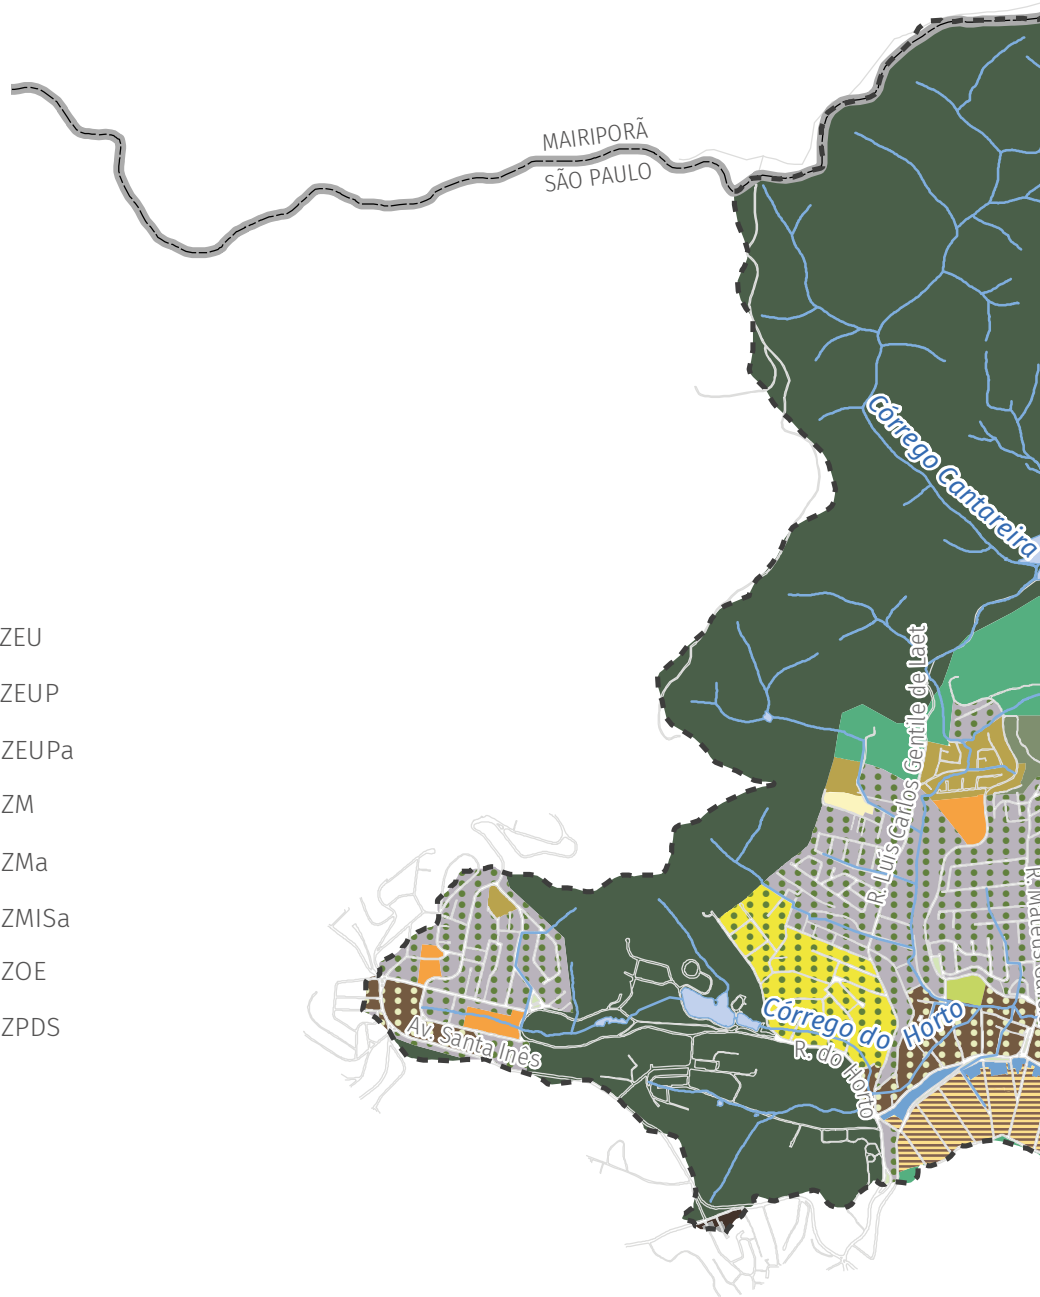 MAIRIPORÃ
SÃO PAULO
Córrego Cantareira
ZEU
ZEUP
ZEUPa
ZM
ZMa
ZMISa
ZOE
ZPDS
R. Luís Carlos Gentile de Laet
Córrego do Horto
Av. Santa Inês
R. do Horto